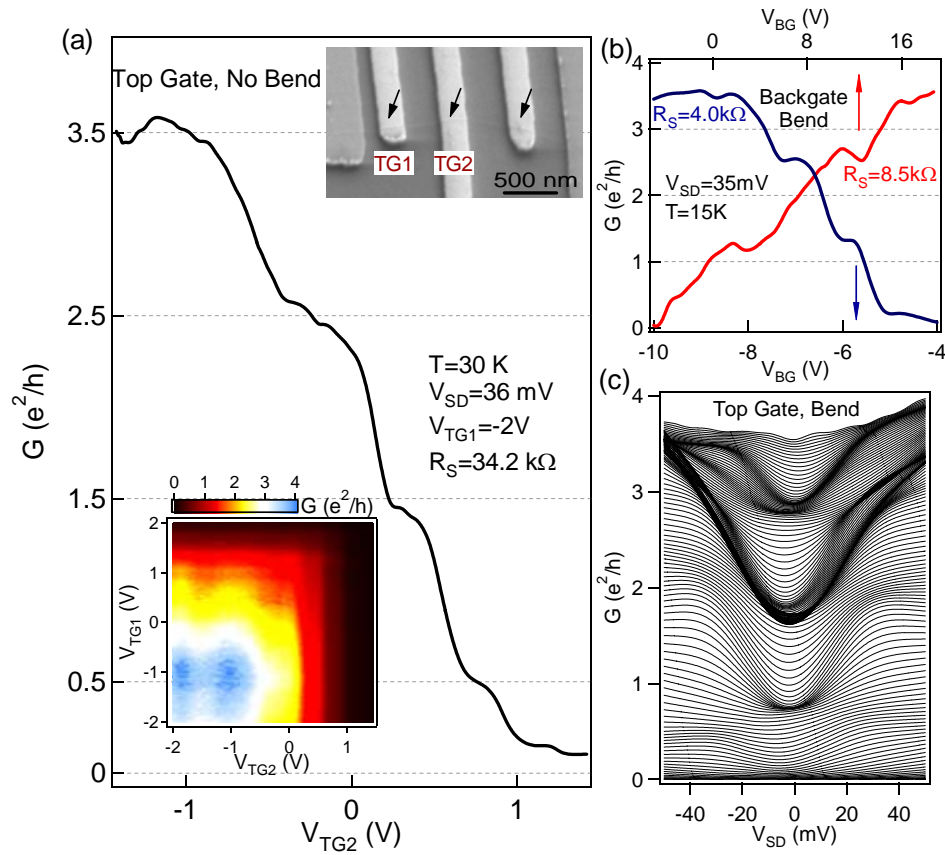 (a)
Top Gate, No Bend
TG1
TG2
500 nm
T=30 K
V_SD=36 mV
V_TG1=-2V
R_S=34.2 kΩ
G (e²/h)
3.5
2.5
1.5
0.5
0
-1
0
1
V_TG2 (V)
0 1 2 3 4
G (e²/h)
V_TG1 (V)
2
1
0
-1
-2
-2 -1 0 1
V_TG2 (V)
(b)
V_BG (V)
0 8 16
G (e²/h)
4
3
2
1
0
R_S=4.0kΩ
Backgate
Bend
R_S=8.5kΩ
V_SD=35mV
T=15K
-10 -8 -6 -4
V_BG (V)
(c)
Top Gate, Bend
G (e²/h)
4
3
2
1
0
-40 -20 0 20 40
V_SD (mV)